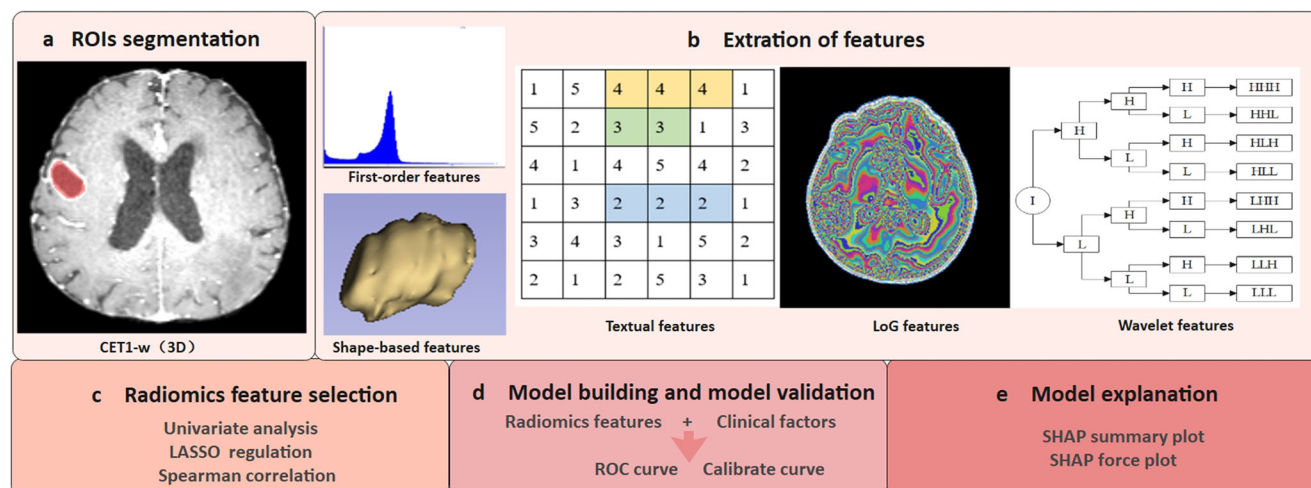 a ROIs segmentation
CET1-w（3D）
b Extration of features
First-order features
Shape-based features
1 5 4 4 4 1
5 2 3 3 1 3
4 1 4 5 4 2
1 3 2 2 2 1
3 4 3 1 5 2
2 1 2 5 3 1
Textual features
LoG features
I
H
L
H
L
H
L
H
L
H
L
H
L
H
L
HHH
HHL
HLH
HLL
LHH
LHL
LLH
LLL
Wavelet features
c Radiomics feature selection
Univariate analysis
LASSO regulation
Spearman correlation
d Model building and model validation
Radiomics features + Clinical factors
ROC curve Calibrate curve
e Model explanation
SHAP summary plot
SHAP force plot